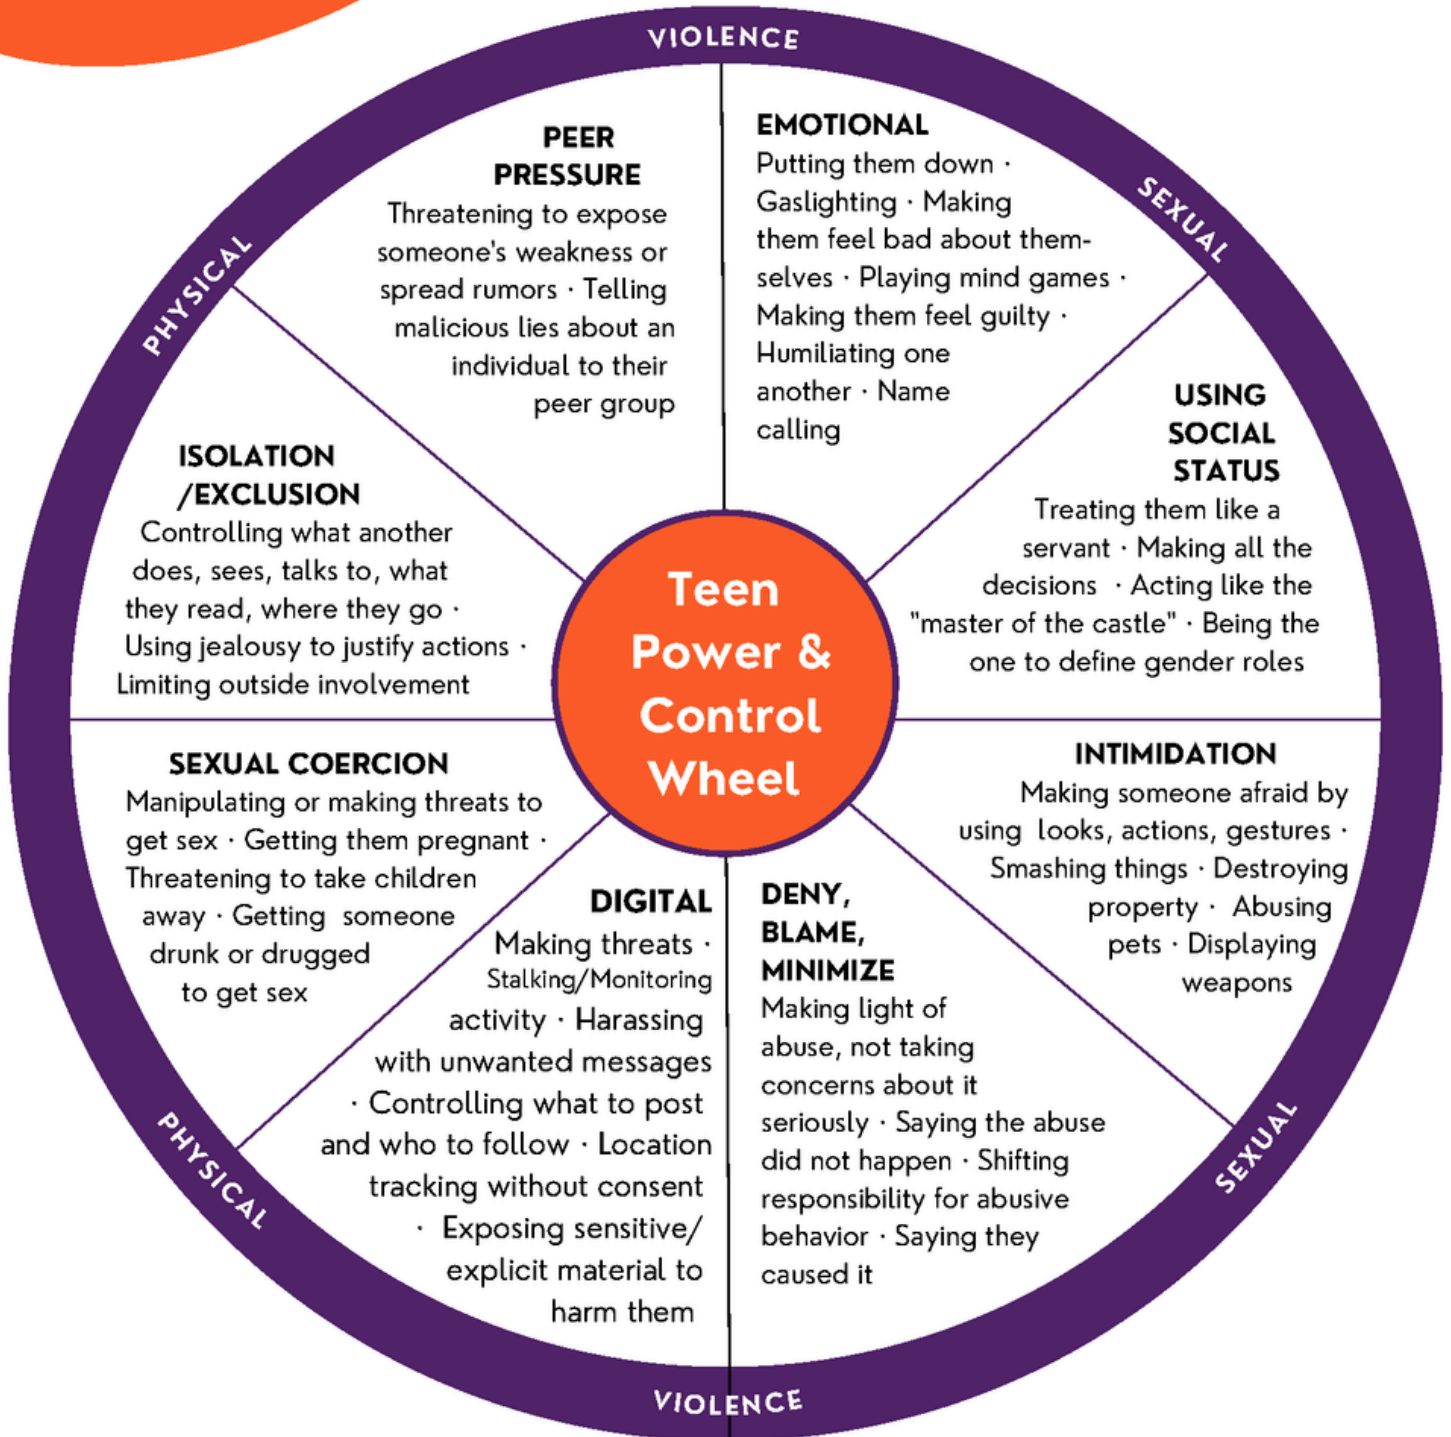 VIOLENCE
PEER
PRESSURE
Threatening to expose
someone's weakness or
spread rumors · Telling
malicious lies about an
individual to their
peer group
EMOTIONAL
Putting them down ·
Gaslighting · Making
them feel bad about them-
selves · Playing mind games ·
Making them feel guilty ·
Humiliating one
another · Name
calling
SEXUAL
USING
SOCIAL
STATUS
Treating them like a
servant · Making all the
decisions · Acting like the
"master of the castle" · Being the
one to define gender roles
PHYSICAL
ISOLATION
/EXCLUSION
Controlling what another
does, sees, talks to, what
they read, where they go ·
Using jealousy to justify actions ·
Limiting outside involvement
Teen
Power &
Control
Wheel
SEXUAL COERCION
Manipulating or making threats to
get sex · Getting them pregnant ·
Threatening to take children
away · Getting someone
drunk or drugged
to get sex
INTIMIDATION
Making someone afraid by
using looks, actions, gestures ·
Smashing things · Destroying
property · Abusing
pets · Displaying
weapons
DIGITAL
Making threats ·
Stalking/Monitoring
activity · Harassing
with unwanted messages
· Controlling what to post
and who to follow · Location
tracking without consent
· Exposing sensitive/
explicit material to
harm them
DENY,
BLAME,
MINIMIZE
Making light of
abuse, not taking
concerns about it
seriously · Saying the abuse
did not happen · Shifting
responsibility for abusive
behavior · Saying they
caused it
PHYSICAL
SEXUAL
VIOLENCE